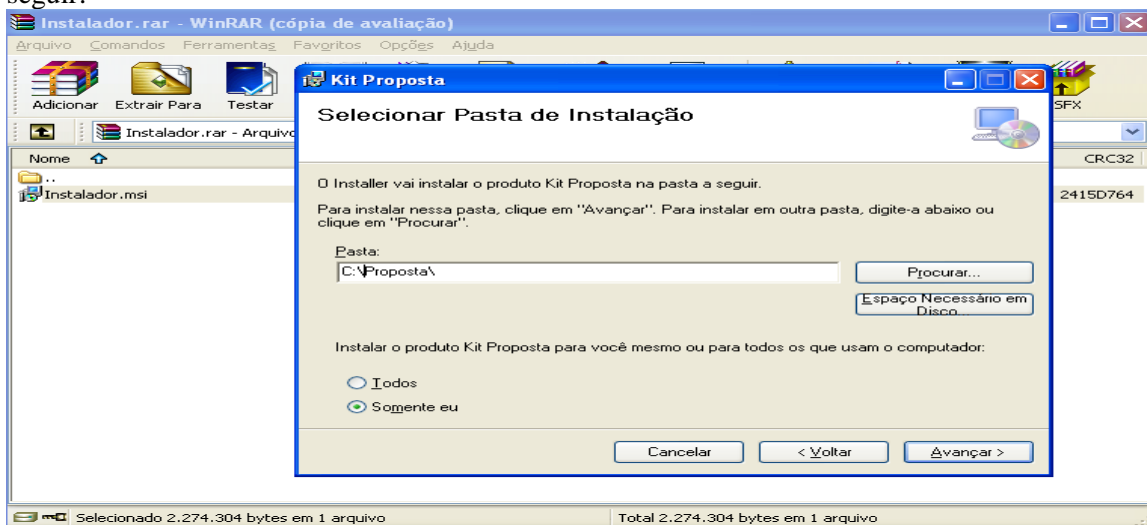 seguir:
Instalador.rar - WinRAR (cópia de avaliação)
Arquivo Comandos Ferramentas Favoritos Opções Ajuda
Adicionar Extrair Para Testar SFX
Instalador.rar - Arquivo
Nome CRC32
..
Instalador.msi 2415D764
Kit Proposta
Selecionar Pasta de Instalação
O Installer vai instalar o produto Kit Proposta na pasta a seguir.
Para instalar nessa pasta, clique em "Avançar". Para instalar em outra pasta, digite-a abaixo ou
clique em "Procurar".
Pasta:
C:\Proposta\
Procurar...
Espaço Necessário em
Disco...
Instalar o produto Kit Proposta para você mesmo ou para todos os que usam o computador:
Todos
Somente eu
Cancelar < Voltar Avançar >
Selecionado 2.274.304 bytes em 1 arquivo Total 2.274.304 bytes em 1 arquivo